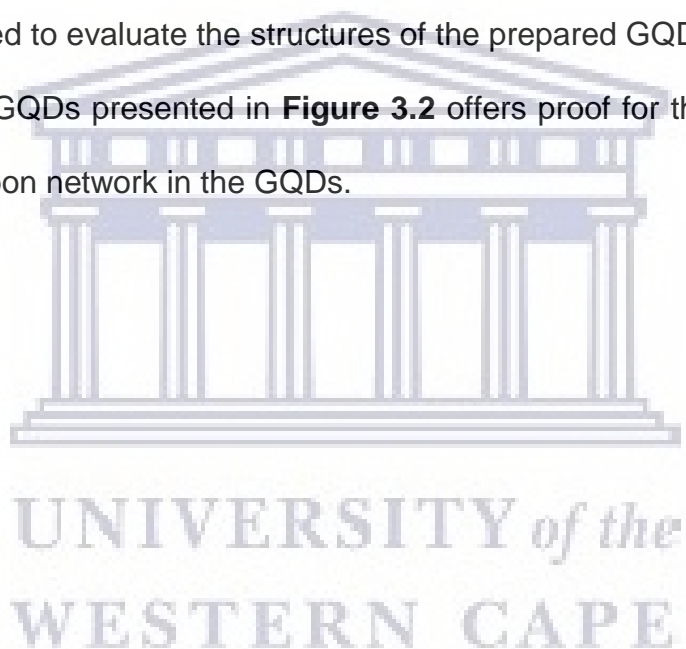 ed to evaluate the structures of the prepared GQD
GQDs presented in Figure 3.2 offers proof for th
on network in the GQDs.
UNIVERSITY of the
WESTERN CAPE